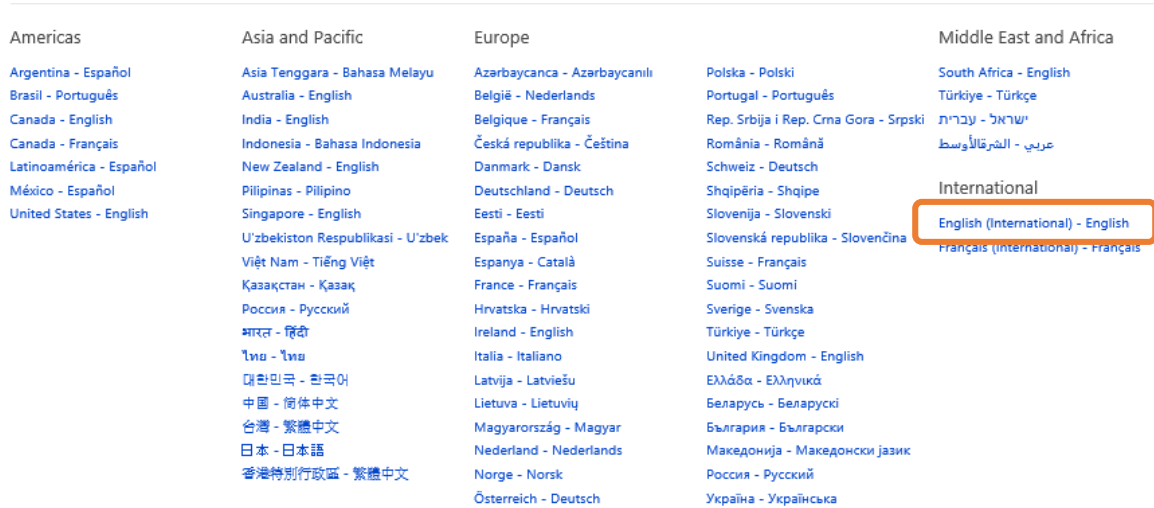 Americas
Argentina - Español
Brasil - Português
Canada - English
Canada - Français
Latinoamérica - Español
México - Español
United States - English
Asia and Pacific
Asia Tenggara - Bahasa Melayu
Australia - English
India - English
Indonesia - Bahasa Indonesia
New Zealand - English
Pilipinas - Pilipino
Singapore - English
U'zbekiston Respublikasi - U'zbek
Việt Nam - Tiếng Việt
Қазақстан - Қазақ
Россия - Русский
भारत - हिंदी
ไทย - ไทย
대한민국 - 한국어
中国 - 简体中文
台灣 - 繁體中文
日本 - 日本語
香港特別行政區 - 繁體中文
Europe
Azərbaycanca - Azərbaycanılı
België - Nederlands
Belgique - Français
Česká republika - Čeština
Danmark - Dansk
Deutschland - Deutsch
Eesti - Eesti
España - Español
Espanya - Català
France - Français
Hrvatska - Hrvatski
Ireland - English
Italia - Italiano
Latvija - Latviešu
Lietuva - Lietuvių
Magyarország - Magyar
Nederland - Nederlands
Norge - Norsk
Österreich - Deutsch
Polska - Polski
Portugal - Português
Rep. Srbija i Rep. Crna Gora - Srpski
România - Română
Schweiz - Deutsch
Shqipëria - Shqipe
Slovenija - Slovenski
Slovenská republika - Slovenčina
Suisse - Français
Suomi - Suomi
Sverige - Svenska
Türkiye - Türkçe
United Kingdom - English
Ελλάδα - Ελληνικά
Беларусь - Беларускі
България - Български
Македонија - Македонски јазик
Россия - Русский
Україна - Українська
Middle East and Africa
South Africa - English
Türkiye - Türkçe
ישראל - עברית
عربي - الشرقالأوسط
International
English (International) - English
Français (International) - Français